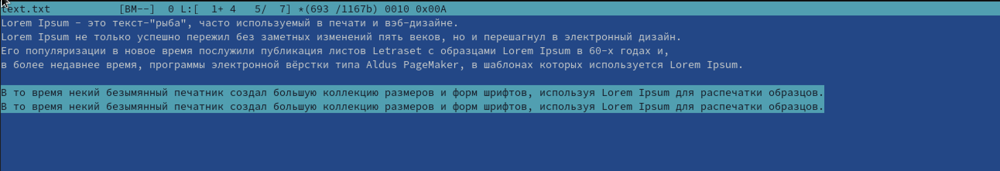 text.txt [BM--] 0 L:[ 1+ 4 5/ 7] *(693 /1167b) 0010 0x00A
Lorem Ipsum - это текст-"рыба", часто используемый в печати и вэб-дизайне.
Lorem Ipsum не только успешно пережил без заметных изменений пять веков, но и перешагнул в электронный дизайн.
Его популяризации в новое время послужили публикация листов Letraset с образцами Lorem Ipsum в 60-х годах и,
в более недавнее время, программы электронной вёрстки типа Aldus PageMaker, в шаблонах которых используется Lorem Ipsum.
В то время некий безымянный печатник создал большую коллекцию размеров и форм шрифтов, используя Lorem Ipsum для распечатки образцов.
В то время некий безымянный печатник создал большую коллекцию размеров и форм шрифтов, используя Lorem Ipsum для распечатки образцов.